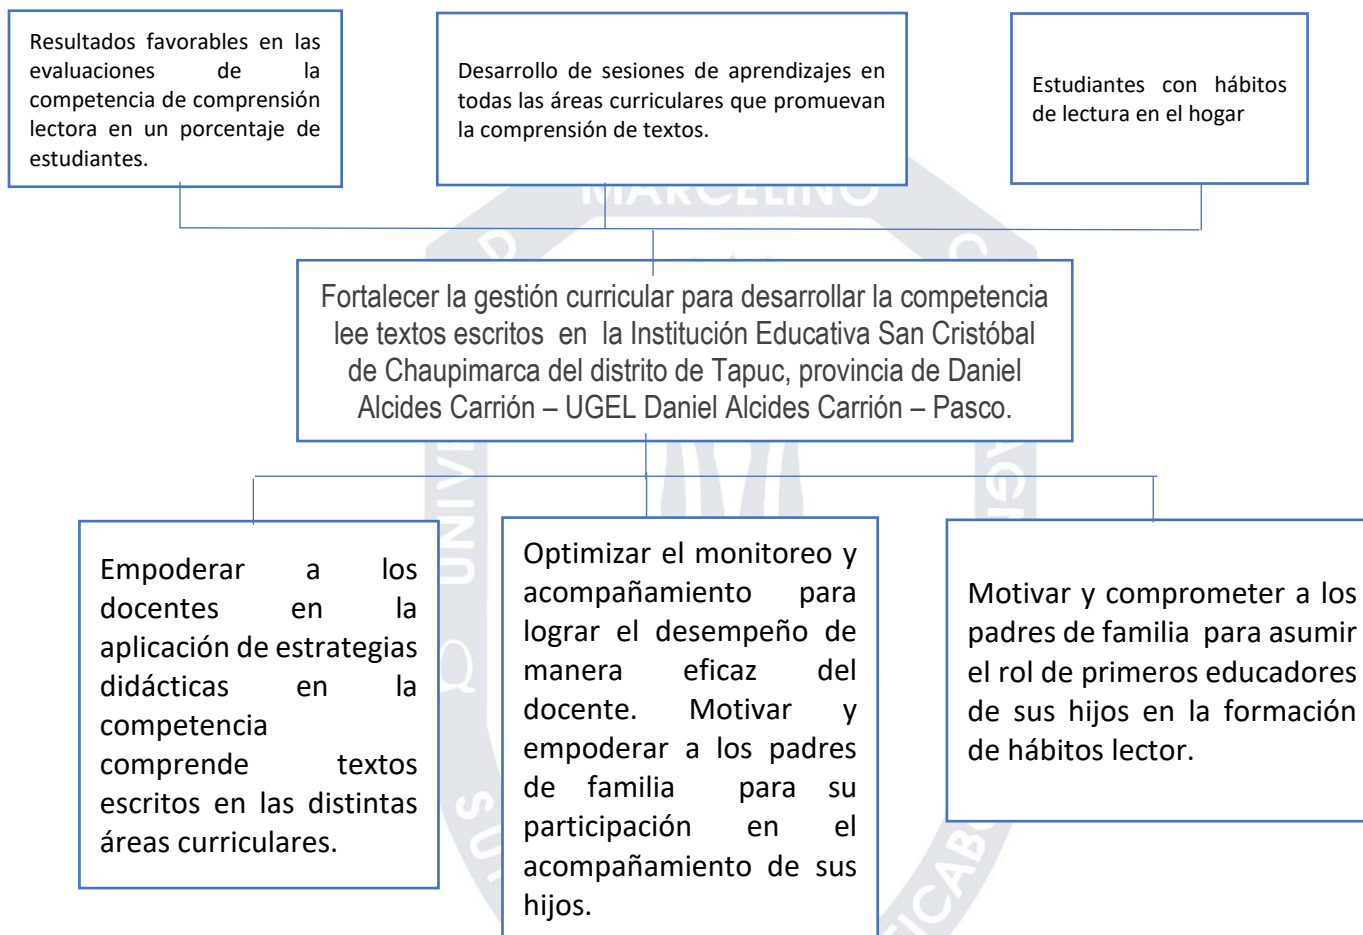 Resultados favorables en las
evaluaciones de la
competencia de comprensión
lectora en un porcentaje de
estudiantes.
Desarrollo de sesiones de aprendizajes en
todas las áreas curriculares que promuevan
la comprensión de textos.
Estudiantes con hábitos
de lectura en el hogar
MARCELINO
Fortalecer la gestión curricular para desarrollar la competencia
lee textos escritos en la Institución Educativa San Cristóbal
de Chaupimarca del distrito de Tapuc, provincia de Daniel
Alcides Carrión – UGEL Daniel Alcides Carrión – Pasco.
Empoderar a los
docentes en la
aplicación de estrategias
didácticas en la
competencia
comprende textos
escritos en las distintas
áreas curriculares.
Optimizar el monitoreo y
acompañamiento para
lograr el desempeño de
manera eficaz del
docente. Motivar y
empoderar a los padres
de familia para su
participación en el
acompañamiento de sus
hijos.
Motivar y comprometer a los
padres de familia para asumir
el rol de primeros educadores
de sus hijos en la formación
de hábitos lector.